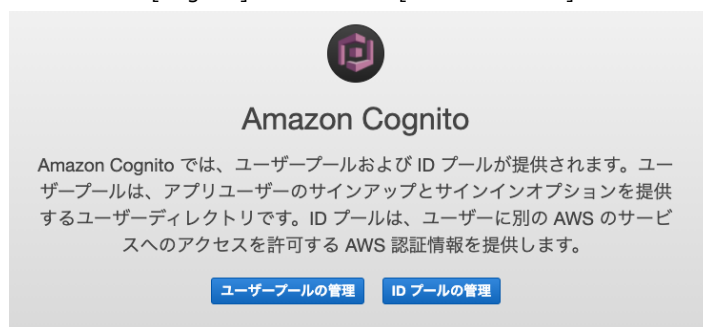 Amazon Cognito
Amazon Cognito では、ユーザープールおよび ID プールが提供されます。ユー
ザープールは、アプリユーザーのサインアップとサインインオプションを提供
するユーザーディレクトリです。ID プールは、ユーザーに別の AWS のサービ
スへのアクセスを許可する AWS 認証情報を提供します。
ユーザープールの管理
ID プールの管理